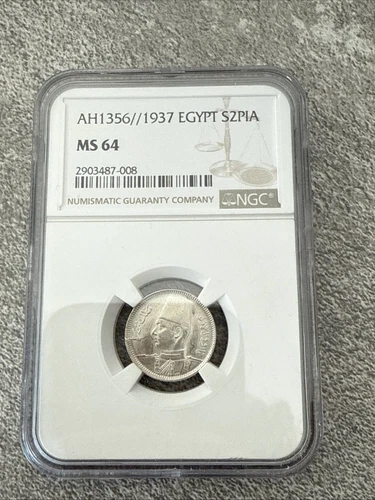 AH1356//1937 EGYPT S2PIA
MS 64
2903487-008
NUMISMATIC GUARANTY COMPANY
NGC®